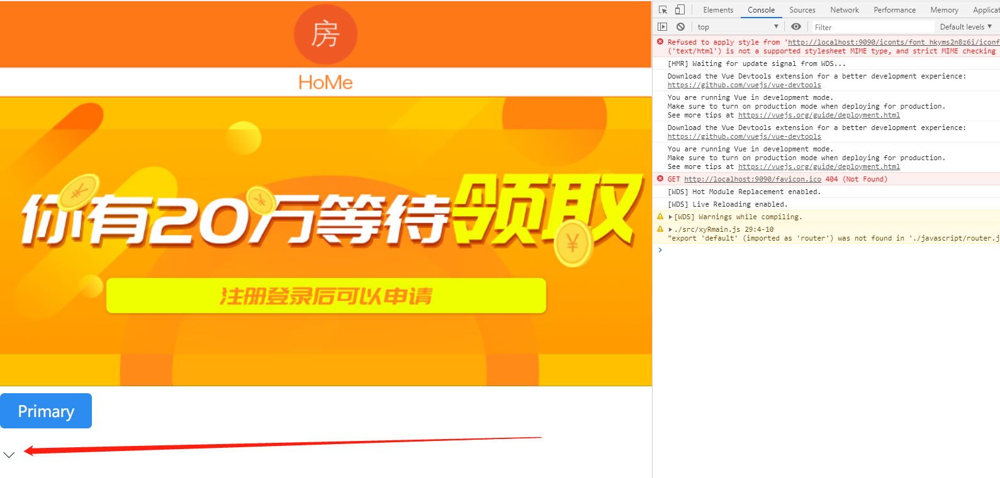 房
HoMe
你有20万等待领取
注册登录后可以申请
Primary
Elements Console Sources Network Performance Memory Applicat
top Filter Default levels
Refused to apply style from 'http://localhost:9090/iconts/font_hkyms2n8z6i/iconf
('text/html') is not a supported stylesheet MIME type, and strict MIME checking
[HMR] Waiting for update signal from WDS...
Download the Vue Devtools extension for a better development experience:
https://github.com/vuejs/vue-devtools
You are running Vue in development mode.
Make sure to turn on production mode when deploying for production.
See more tips at https://vuejs.org/guide/deployment.html
Download the Vue Devtools extension for a better development experience:
https://github.com/vuejs/vue-devtools
You are running Vue in development mode.
Make sure to turn on production mode when deploying for production.
See more tips at https://vuejs.org/guide/deployment.html
GET http://localhost:9090/favicon.ico 404 (Not Found)
[WDS] Hot Module Replacement enabled.
[WDS] Live Reloading enabled.
[WDS] Warnings while compiling.
./src/xyRmain.js 29:4-10
"export 'default' (imported as 'router') was not found in './javascript/router.j